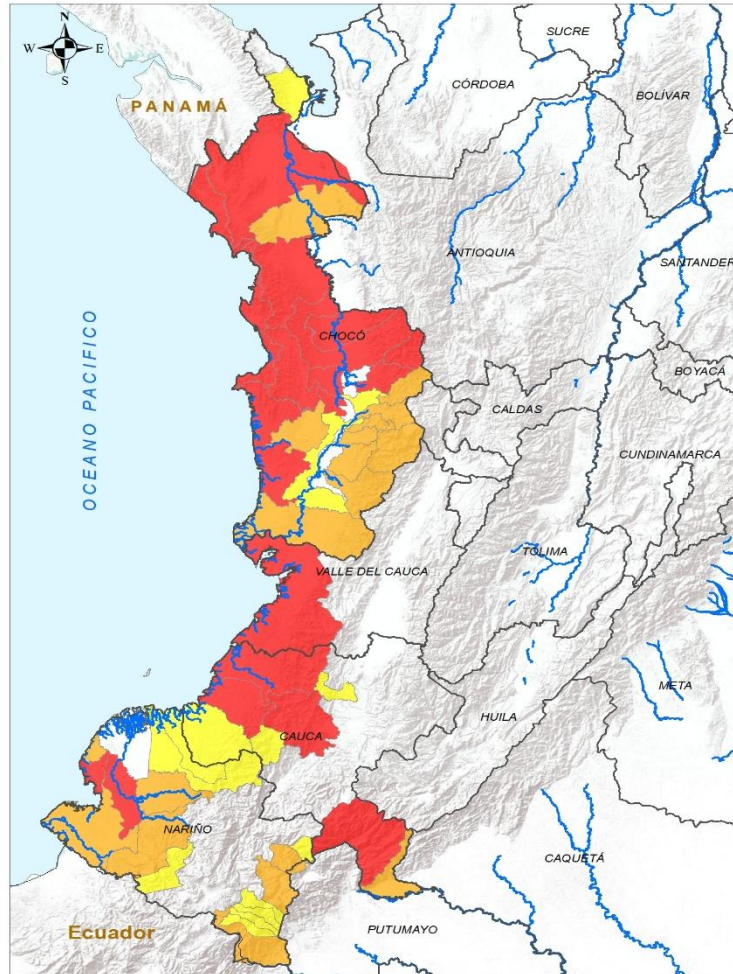 N
W E
S
SUCRE
CÓRDOBA
BOLÍVAR
PANAMÁ
ANTIOQUIA
SANTANDER
OCEANO PACIFICO
CHOCÓ
BOYACÁ
CALDAS
CUNDINAMARCA
TOLIMA
VALLE DEL CAUCA
META
HUILA
CAUCA
NARIÑO
CAQUETÁ
Ecuador
PUTUMAYO